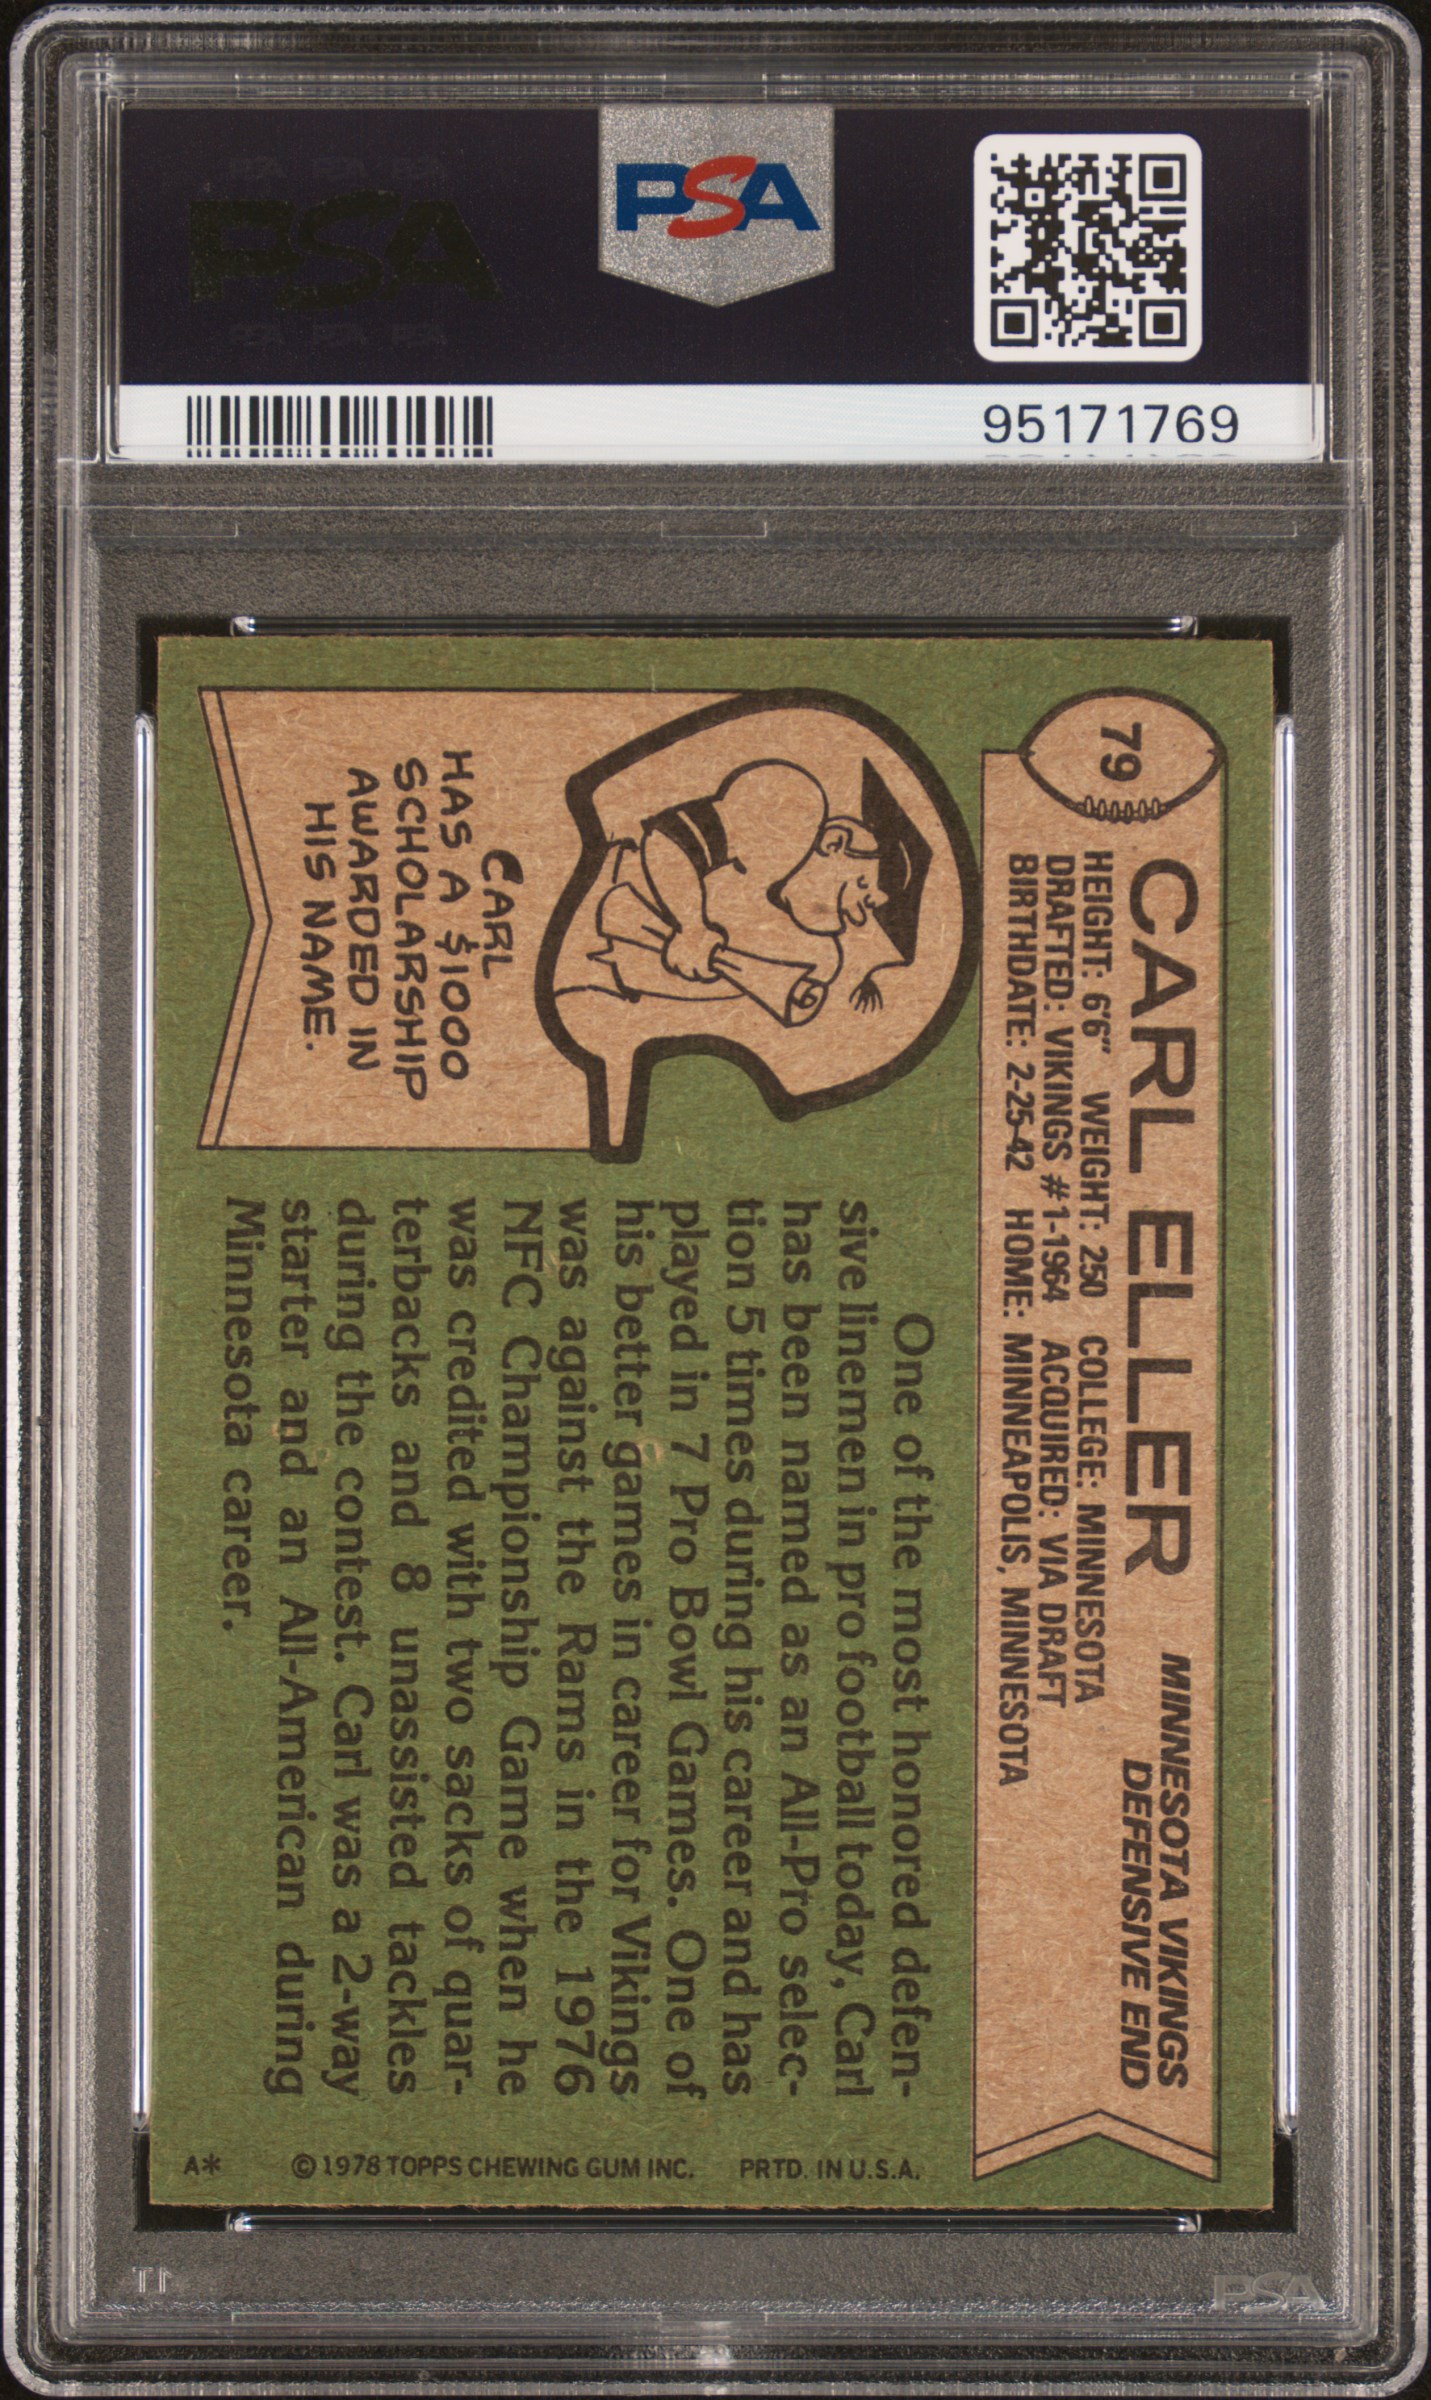 PSA
PSA
95171769
79
CARL ELLER
MINNESOTA VIKINGS
DEFENSIVE END
HEIGHT: 6'6" WEIGHT: 250 COLLEGE: MINNESOTA
DRAFTED: VIKINGS #1-1964 ACQUIRED: VIA DRAFT
BIRTHDATE: 2-25-42 HOME: MINNEAPOLIS, MINNESOTA
CARL
HAS A $1000
SCHOLARSHIP
AWARDED IN
HIS NAME.
One of the most honored defen-
sive linemen in pro football today, Carl
has been named as an All-Pro selec-
tion 5 times during his career and has
played in 7 Pro Bowl Games. One of
his better games in career for Vikings
was against the Rams in the 1976
NFC Championship Game when he
was credited with two sacks of quar-
terbacks and 8 unassisted tackles
during the contest. Carl was a 2-way
starter and an All-American during
Minnesota career.
A* © 1978 TOPPS CHEWING GUM INC. PRTD. IN U.S.A.
PSA